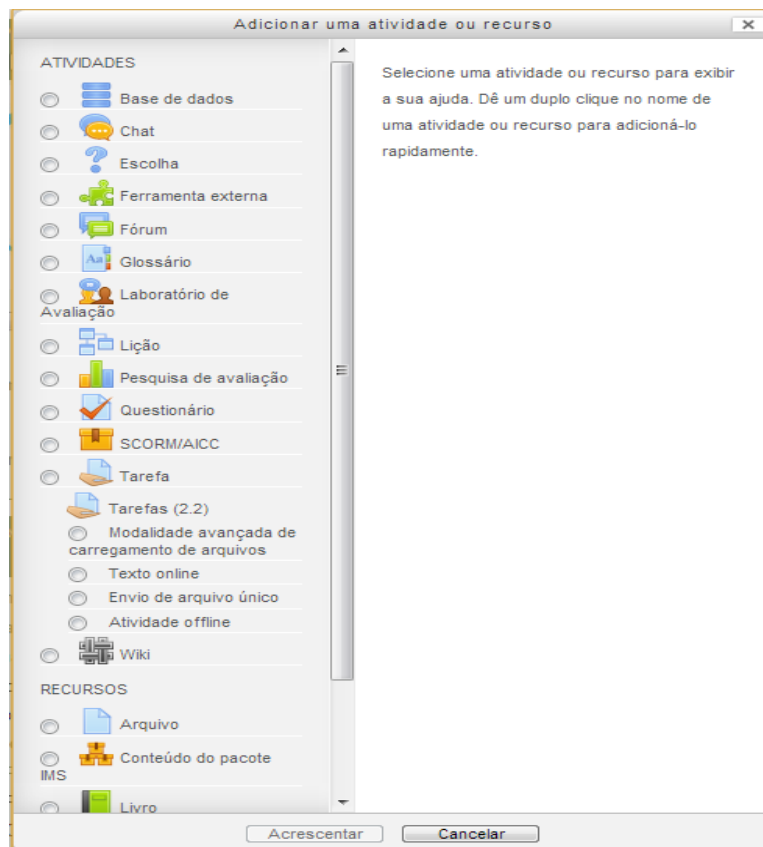 Adicionar uma atividade ou recurso
ATIVIDADES
Base de dados
Chat
Escolha
Ferramenta externa
Fórum
Glossário
Laboratório de
Avaliação
Lição
Pesquisa de avaliação
Questionário
SCORM/AICC
Tarefa
Tarefas (2.2)
Modalidade avançada de
carregamento de arquivos
Texto online
Envio de arquivo único
Atividade offline
Wiki
RECURSOS
Arquivo
Conteúdo do pacote
IMS
Livro
Selecione uma atividade ou recurso para exibir
a sua ajuda. Dê um duplo clique no nome de
uma atividade ou recurso para adicioná-lo
rapidamente.
Acrescentar
Cancelar